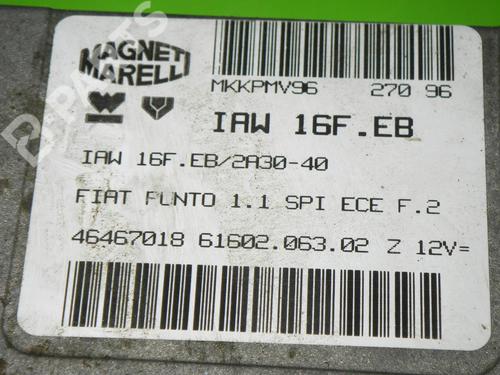 MAGNETI
MARELLI
MKKPMV96 270 96
IAW 16F.EB
IAW 16F.EB/2A30-40
FIAT PUNTO 1.1 SPI ECE F.2
46467018 61602.063.02 Z 12V=
B-PARTS